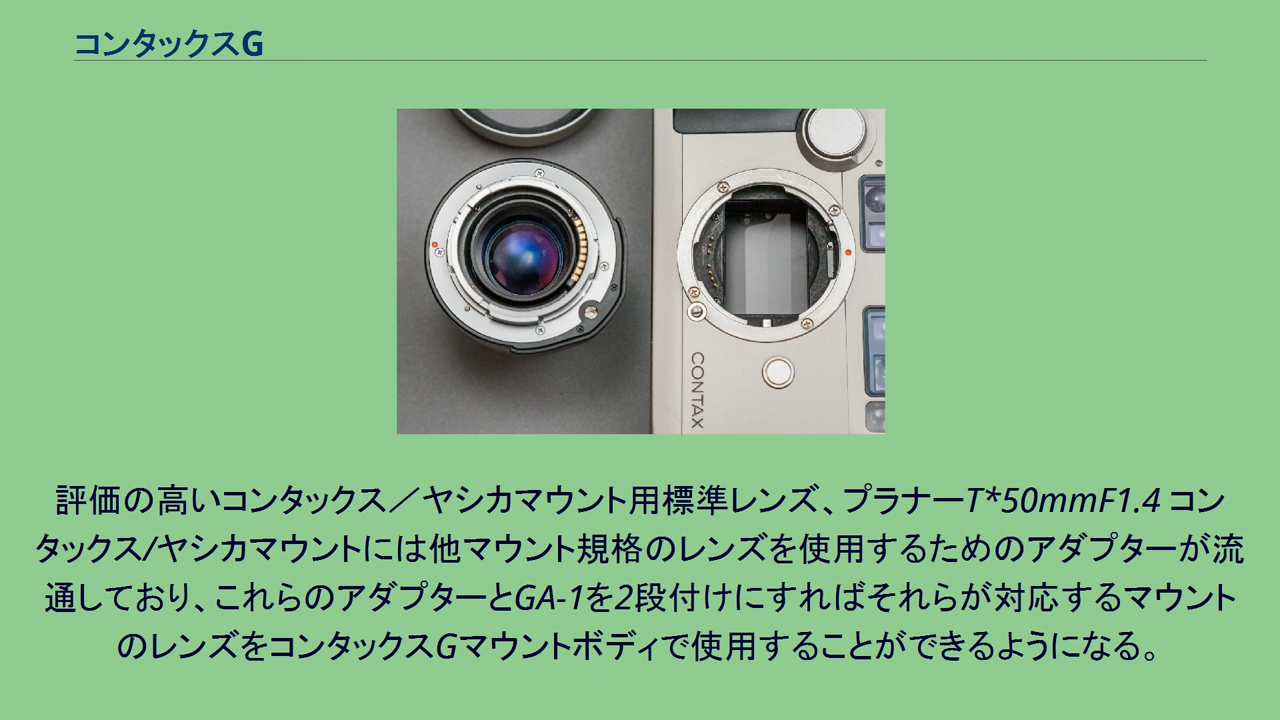 コンタックスG
CONTAX
評価の高いコンタックス／ヤシカマウント用標準レンズ、プラナーT*50mmF1.4 コン
タックス/ヤシカマウントには他マウント規格のレンズを使用するためのアダプターが流
通しており、これらのアダプターとGA-1を2段付けにすればそれらが対応するマウント
のレンズをコンタックスGマウントボディで使用することができるようになる。